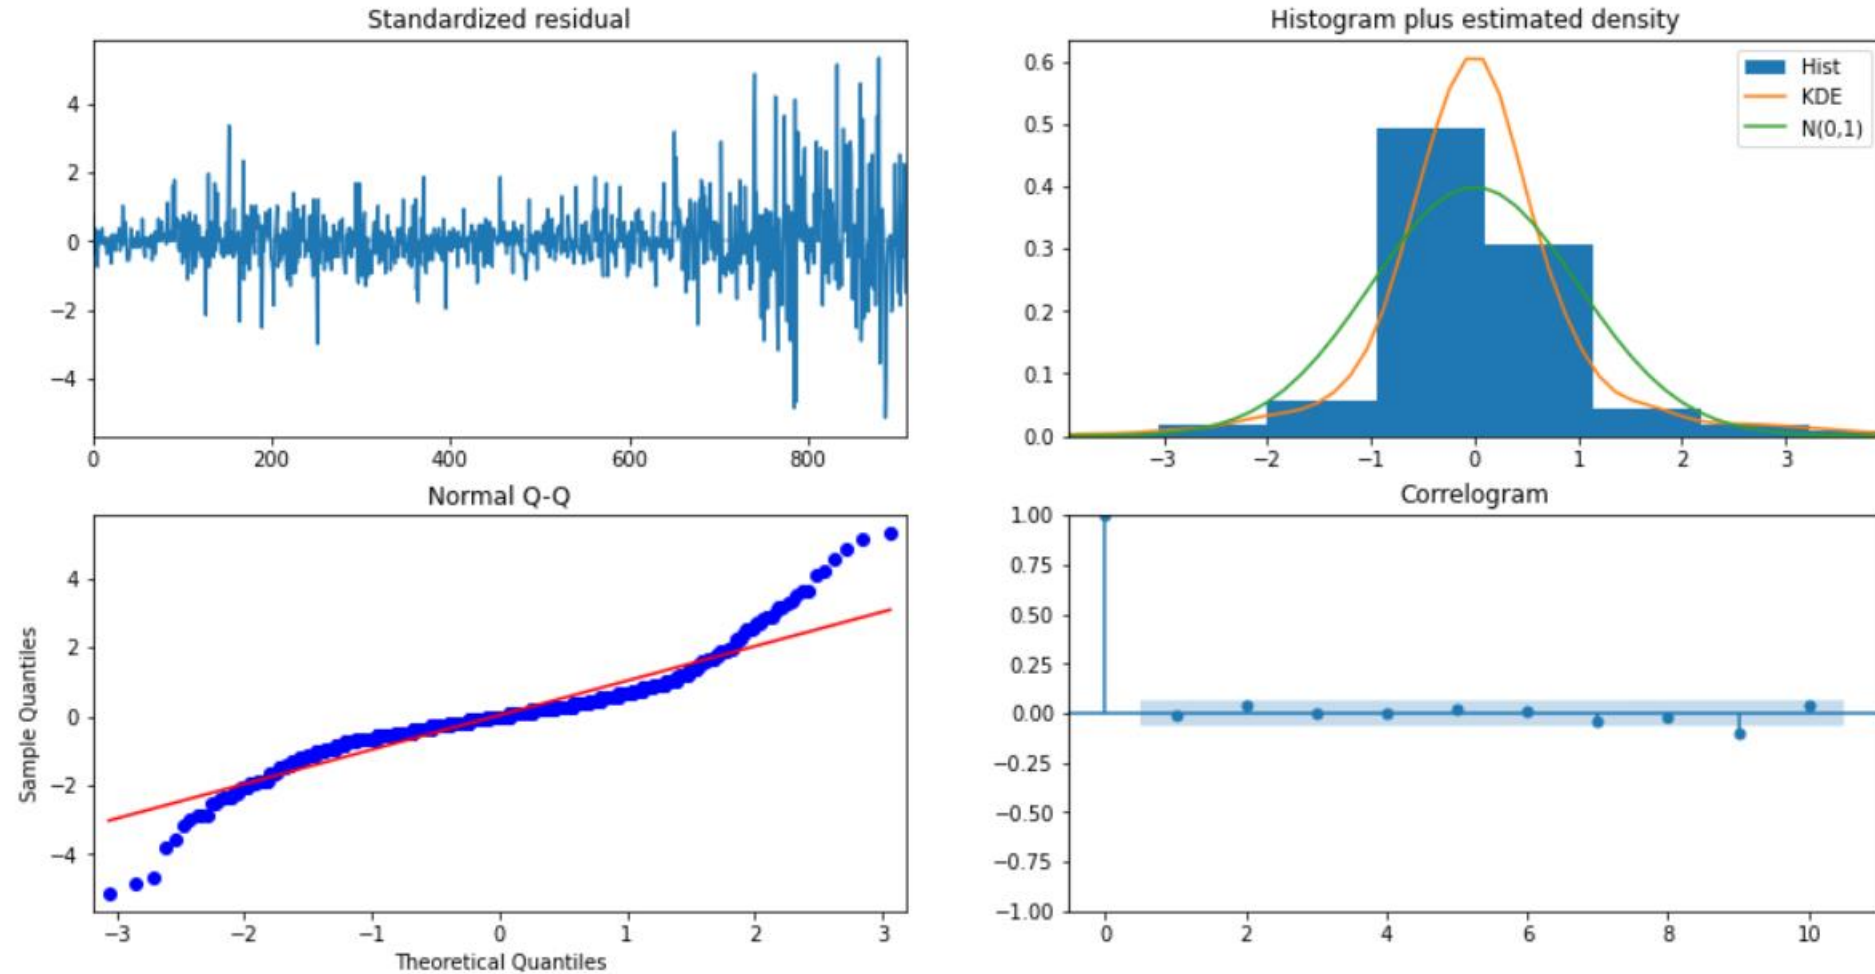 Standardized residual
4
2
0
−2
−4
0 200 400 600 800
Histogram plus estimated density
0.6
0.5
0.4
0.3
0.2
0.1
0.0
−3 −2 −1 0 1 2 3
Hist
KDE
N(0,1)
Normal Q-Q
Sample Quantiles
4
2
0
−2
−4
−3 −2 −1 0 1 2 3
Theoretical Quantiles
Correlogram
1.00
0.75
0.50
0.25
0.00
−0.25
−0.50
−0.75
−1.00
0 2 4 6 8 10